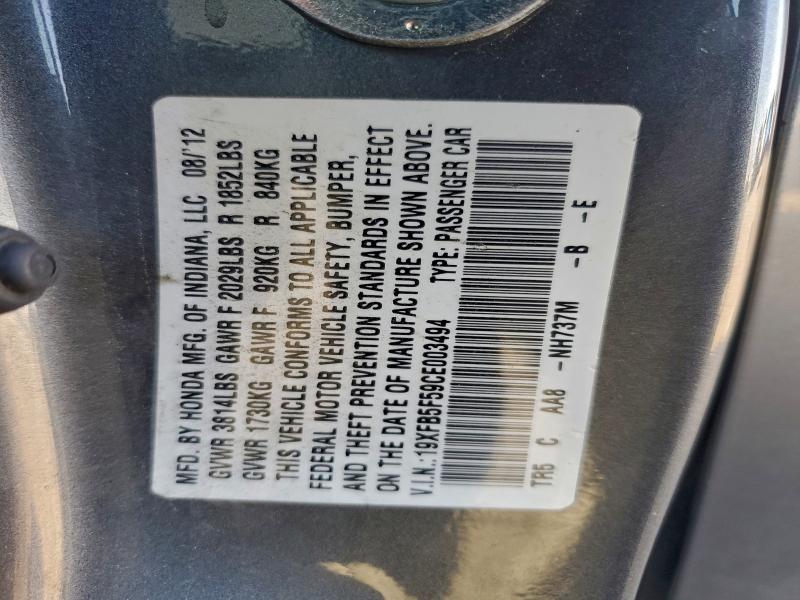 MFD. BY HONDA MFG. OF INDIANA, LLC 08/'12
GVWR 3814LBS GAWR F 2029LBS R 1852LBS
GVWR 1730KG GAWR F 920KG R 840KG
THIS VEHICLE CONFORMS TO ALL APPLICABLE
FEDERAL MOTOR VEHICLE SAFETY, BUMPER,
AND THEFT PREVENTION STANDARDS IN EFFECT
ON THE DATE OF MANUFACTURE SHOWN ABOVE.
V.I.N.:19XFB5F59CE003494 TYPE: PASSENGER CAR
TR5 C AA8 -NH737M -B -E